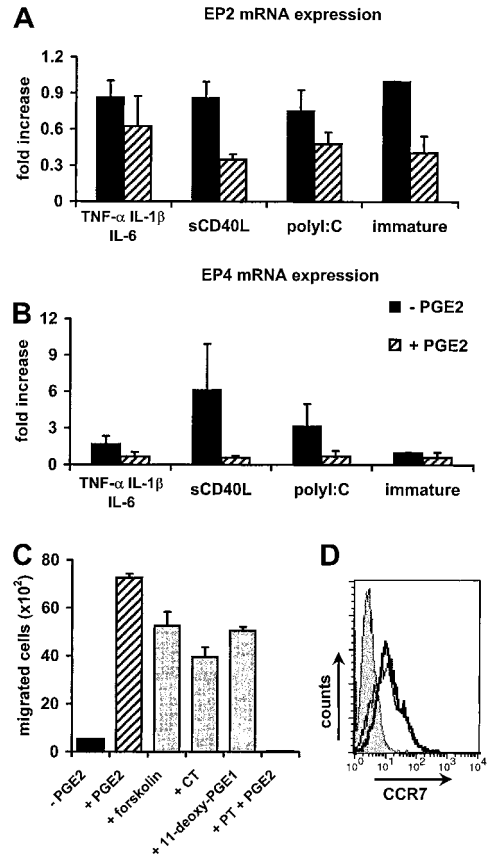 A
EP2 mRNA expression
fold increase
1.2
0.9
0.6
0.3
0
TNF-α IL-1β
IL-6
sCD40L
polyI:C
immature
EP4 mRNA expression
B
- PGE2
+ PGE2
fold increase
12
9
6
3
0
TNF-α IL-1β
IL-6
sCD40L
polyI:C
immature
C
migrated cells (x10²)
80
60
40
20
0
- PGE2
+ PGE2
+ forskolin
+ CT
+ 11-deoxy-PGE1
+ PT + PGE2
D
counts
10⁰ 10¹ 10² 10³ 10⁴
CCR7